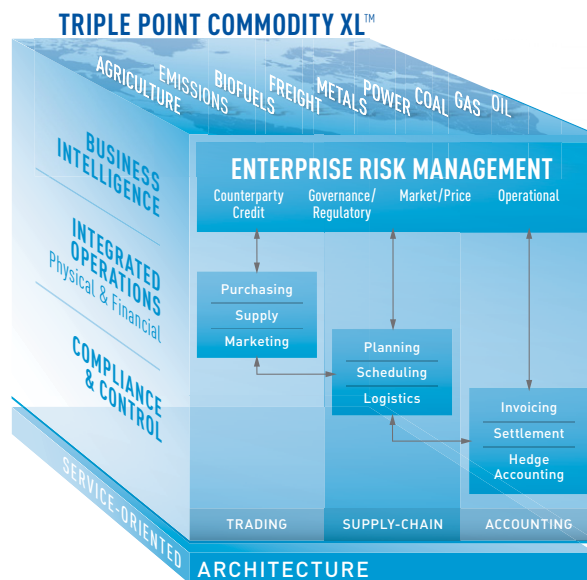 TRIPLE POINT COMMODITY XL™
AGRICULTURE
EMISSIONS
BIOFUELS
FREIGHT
METALS
POWER
COAL
GAS
OIL
BUSINESS
INTELLIGENCE
INTEGRATED
OPERATIONS
Physical & Financial
COMPLIANCE
& CONTROL
ENTERPRISE RISK MANAGEMENT
Counterparty
Credit
Governance/
Regulatory
Market/Price
Operational
Purchasing
Supply
Marketing
Planning
Scheduling
Logistics
Invoicing
Settlement
Hedge
Accounting
TRADING
SUPPLY-CHAIN
ACCOUNTING
SERVICE-ORIENTED
ARCHITECTURE